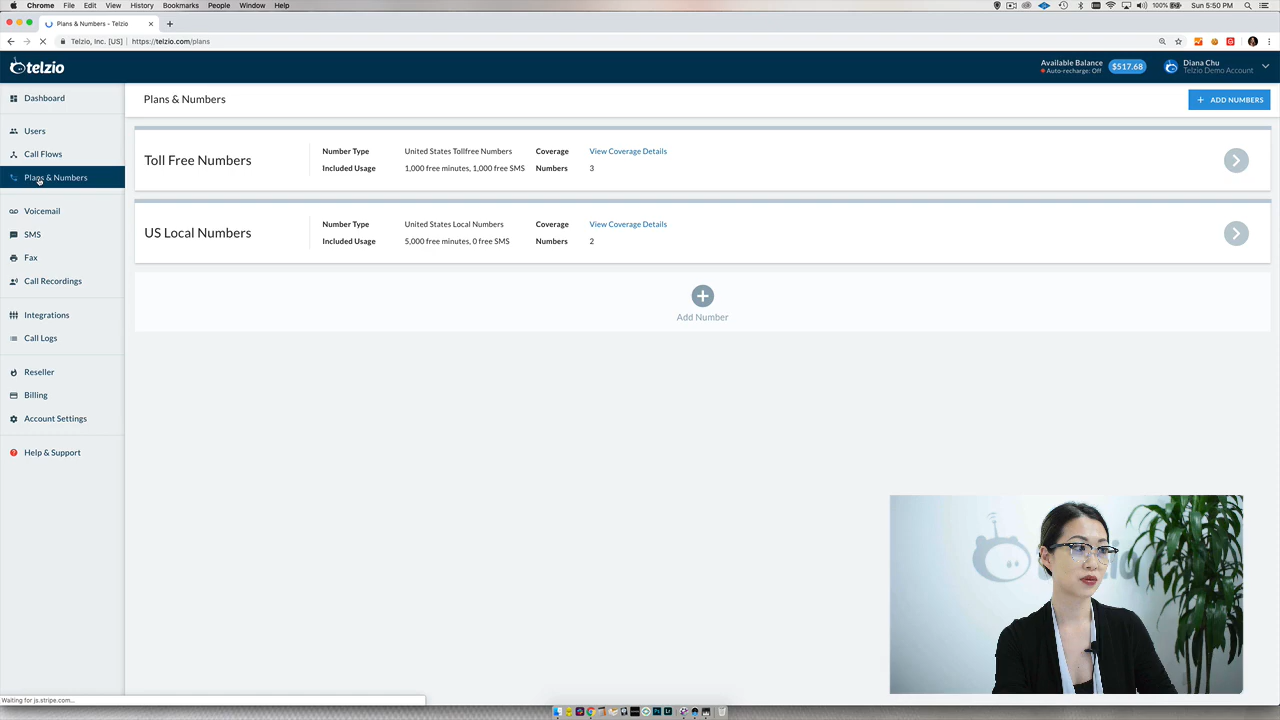 Chrome File Edit View History Bookmarks People Window Help
100% Sun 5:50 PM
Plans & Numbers - Telzio
Telzio, Inc. [US] https://telzio.com/plans
telzio
Available Balance
Auto-recharge: Off
$517.68
Diana Chu
Telzio Demo Account
Dashboard
Users
Call Flows
Plans & Numbers
Voicemail
SMS
Fax
Call Recordings
Integrations
Call Logs
Reseller
Billing
Account Settings
Help & Support
Plans & Numbers
+ ADD NUMBERS
Toll Free Numbers
Number Type United States Tollfree Numbers Coverage View Coverage Details
Included Usage 1,000 free minutes, 1,000 free SMS Numbers 3
US Local Numbers
Number Type United States Local Numbers Coverage View Coverage Details
Included Usage 5,000 free minutes, 0 free SMS Numbers 2
Add Number
Waiting for js.stripe.com...